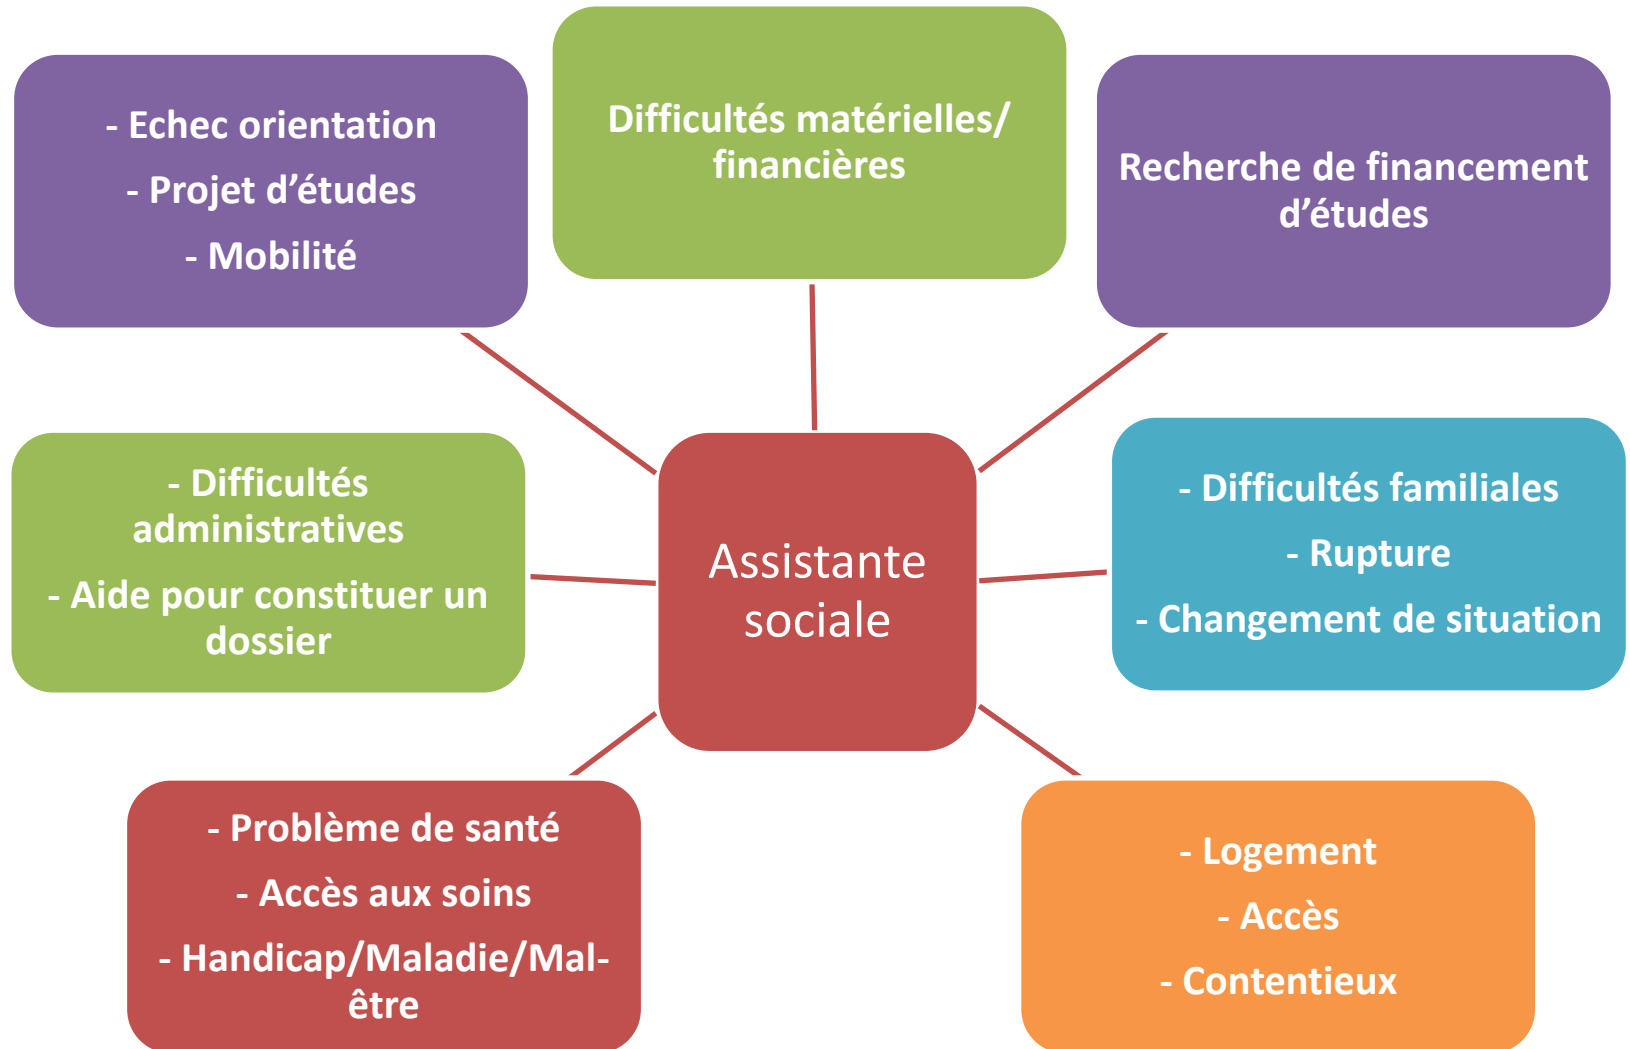 - Echec orientation
- Projet d’études
- Mobilité
Difficultés matérielles/
financières
Recherche de financement
d’études
- Difficultés
administratives
- Aide pour constituer un
dossier
Assistante
sociale
- Difficultés familiales
- Rupture
- Changement de situation
- Problème de santé
- Accès aux soins
- Handicap/Maladie/Mal-
être
- Logement
- Accès
- Contentieux